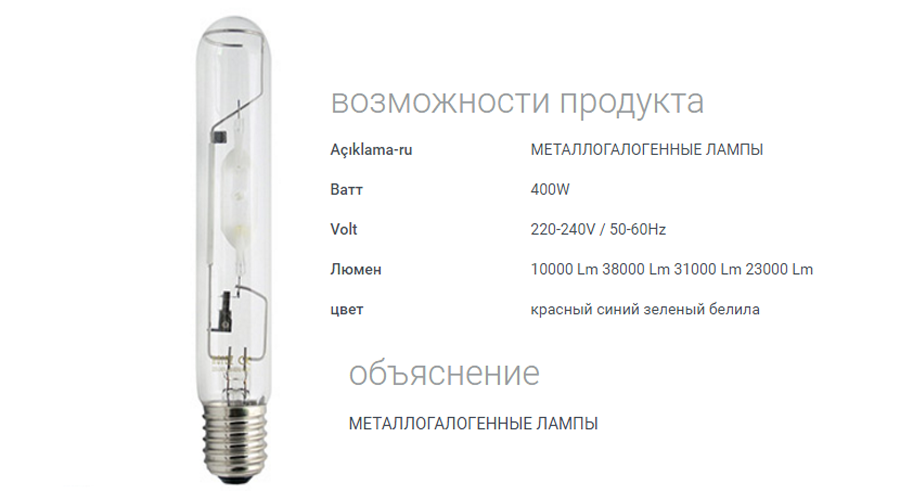 возможности продукта
Açıklama-ru МЕТАЛЛОГАЛОГЕННЫЕ ЛАМПЫ
Ватт 400W
Volt 220-240V / 50-60Hz
Люмен 10000 Lm 38000 Lm 31000 Lm 23000 Lm
цвет красный синий зеленый белила
объяснение
МЕТАЛЛОГАЛОГЕННЫЕ ЛАМПЫ